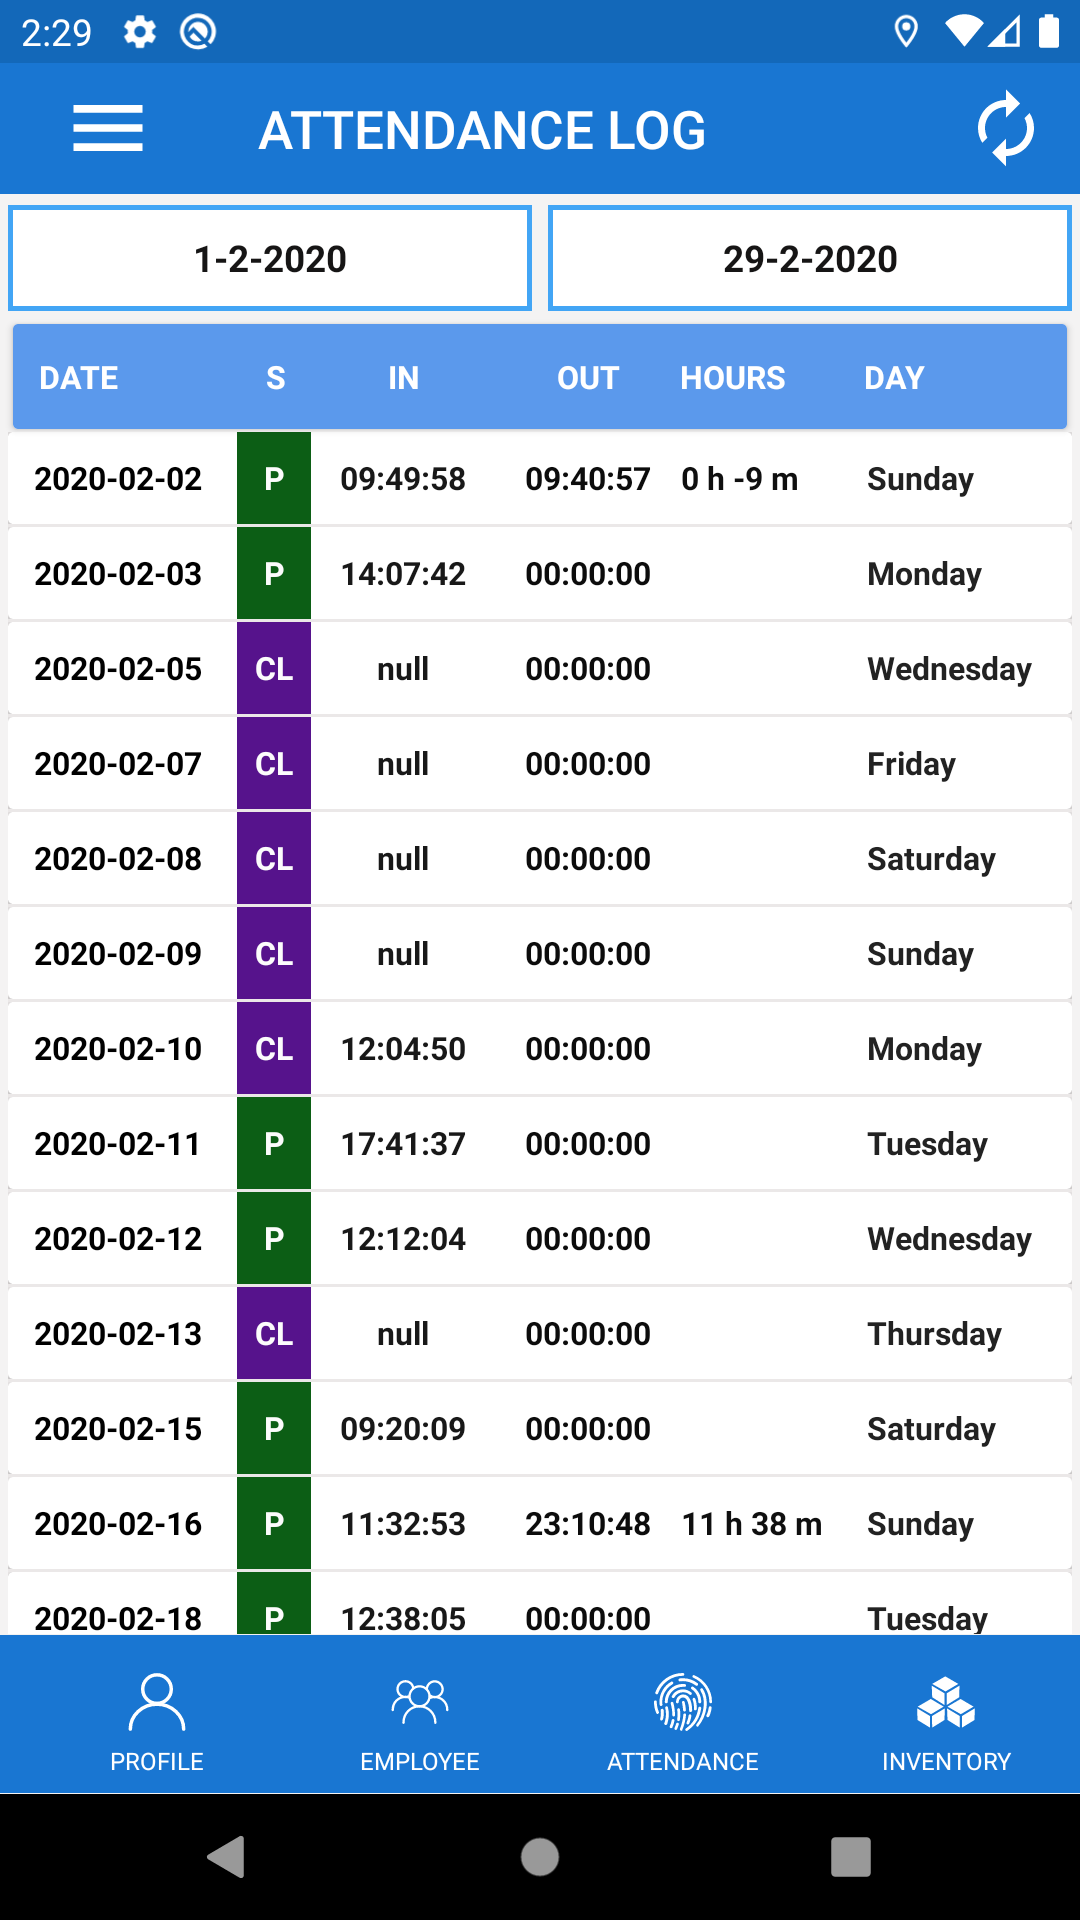 2:29
ATTENDANCE LOG
1-2-2020 29-2-2020
DATE S IN OUT HOURS DAY
2020-02-02 P 09:49:58 09:40:57 0 h -9 m Sunday
2020-02-03 P 14:07:42 00:00:00 Monday
2020-02-05 CL null 00:00:00 Wednesday
2020-02-07 CL null 00:00:00 Friday
2020-02-08 CL null 00:00:00 Saturday
2020-02-09 CL null 00:00:00 Sunday
2020-02-10 CL 12:04:50 00:00:00 Monday
2020-02-11 P 17:41:37 00:00:00 Tuesday
2020-02-12 P 12:12:04 00:00:00 Wednesday
2020-02-13 CL null 00:00:00 Thursday
2020-02-15 P 09:20:09 00:00:00 Saturday
2020-02-16 P 11:32:53 23:10:48 11 h 38 m Sunday
2020-02-18 P 12:38:05 00:00:00 Tuesday
PROFILE EMPLOYEE ATTENDANCE INVENTORY